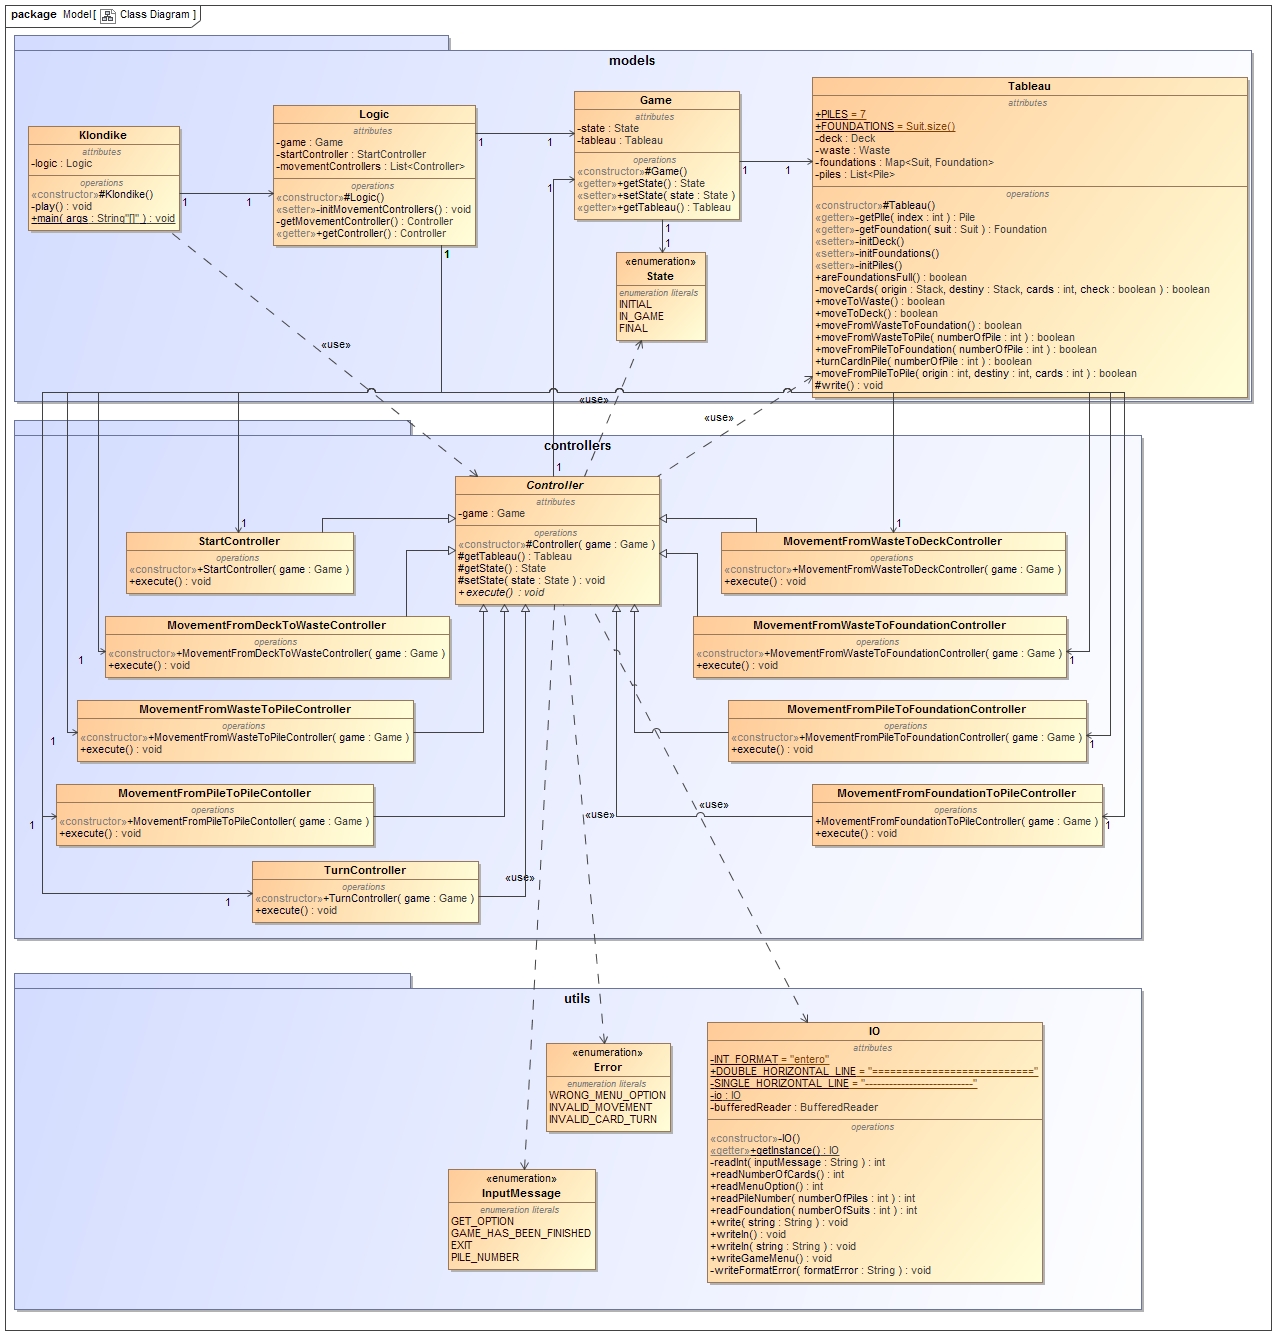 package Model[ Class Diagram ]
models
Klondike
attributes
-logic : Logic
operations
«constructor»#Klondike()
-play() : void
+main( args : String"[]" ) : void
Logic
attributes
-game : Game
-startController : StartController
-movementControllers : List<Controller>
operations
«constructor»#Logic()
«setter»-initMovementControllers() : void
-getMovementController() : Controller
«getter»+getController() : Controller
Game
attributes
-state : State
-tableau : Tableau
operations
«constructor»#Game()
«getter»+getState() : State
«setter»+setState( state : State )
«getter»+getTableau() : Tableau
«enumeration»
State
enumeration literals
INITIAL
IN_GAME
FINAL
Tableau
attributes
+PILES = 7
+FOUNDATIONS = Suit.size()
-deck : Deck
-waste : Waste
-foundations : Map<Suit, Foundation>
-piles : List<Pile>
operations
«constructor»#Tableau()
«getter»-getPile( index : int ) : Pile
«getter»-getFoundation( suit : Suit ) : Foundation
«setter»-initDeck()
«setter»-initFoundations()
«setter»-initPiles()
+areFoundationsFull() : boolean
-moveCards( origin : Stack, destiny : Stack, cards : int, check : boolean ) : boolean
+moveToWaste() : boolean
+moveToDeck() : boolean
+moveFromWasteToFoundation() : boolean
+moveFromWasteToPile( numberOfPile : int ) : boolean
+moveFromPileToFoundation( numberOfPile : int ) : boolean
+turnCardInPile( numberOfPile : int ) : boolean
+moveFromPileToPile( origin : int, destiny : int, cards : int ) : boolean
#write() : void
1
1
1
1
1
1
1
1
1
1
«use»
«use»
«use»
controllers
1
Controller
attributes
-game : Game
operations
«constructor»#Controller( game : Game )
#getTableau() : Tableau
#getState() : State
#setState( state : State ) : void
+execute() : void
1
StartController
operations
«constructor»+StartController( game : Game )
+execute() : void
1
MovementFromWasteToDeckController
operations
«constructor»+MovementFromWasteToDeckController( game : Game )
+execute() : void
MovementFromDeckToWasteController
operations
«constructor»+MovementFromDeckToWasteController( game : Game )
+execute() : void
1
MovementFromWasteToFoundationController
operations
«constructor»+MovementFromWasteToFoundationController( game : Game )
+execute() : void
1
MovementFromWasteToPileController
operations
«constructor»+MovementFromWasteToPileController( game : Game )
+execute() : void
1
MovementFromPileToFoundationController
operations
«constructor»+MovementFromPileToFoundationController( game : Game )
+execute() : void
1
MovementFromPileToPileContoller
operations
«constructor»+MovementFromPileToPileContoller( game : Game )
+execute() : void
1
MovementFromFoundationToPileController
operations
«constructor»+MovementFromFoundationToPileController( game : Game )
+execute() : void
1
«use»
«use»
«use»
TurnController
operations
«constructor»+TurnController( game : Game )
+execute() : void
1
utils
«enumeration»
Error
enumeration literals
WRONG_MENU_OPTION
INVALID_MOVEMENT
INVALID_CARD_TURN
«enumeration»
InputMessage
enumeration literals
GET_OPTION
GAME_HAS_BEEN_FINISHED
EXIT
PILE_NUMBER
IO
attributes
-INT_FORMAT = "entero"
+DOUBLE_HORIZONTAL_LINE = "==========================="
-SINGLE_HORIZONTAL_LINE = "---------------------------"
-io : IO
-bufferedReader : BufferedReader
operations
«constructor»-IO()
«getter»+getInstance() : IO
-readInt( inputMessage : String ) : int
+readNumberOfCards() : int
+readMenuOption() : int
+readPileNumber( numberOfPiles : int ) : int
+readFoundation( numberOfSuits : int ) : int
+write( string : String ) : void
+writeln() : void
+writeln( string : String ) : void
+writeGameMenu() : void
-writeFormatError( formatError : String ) : void